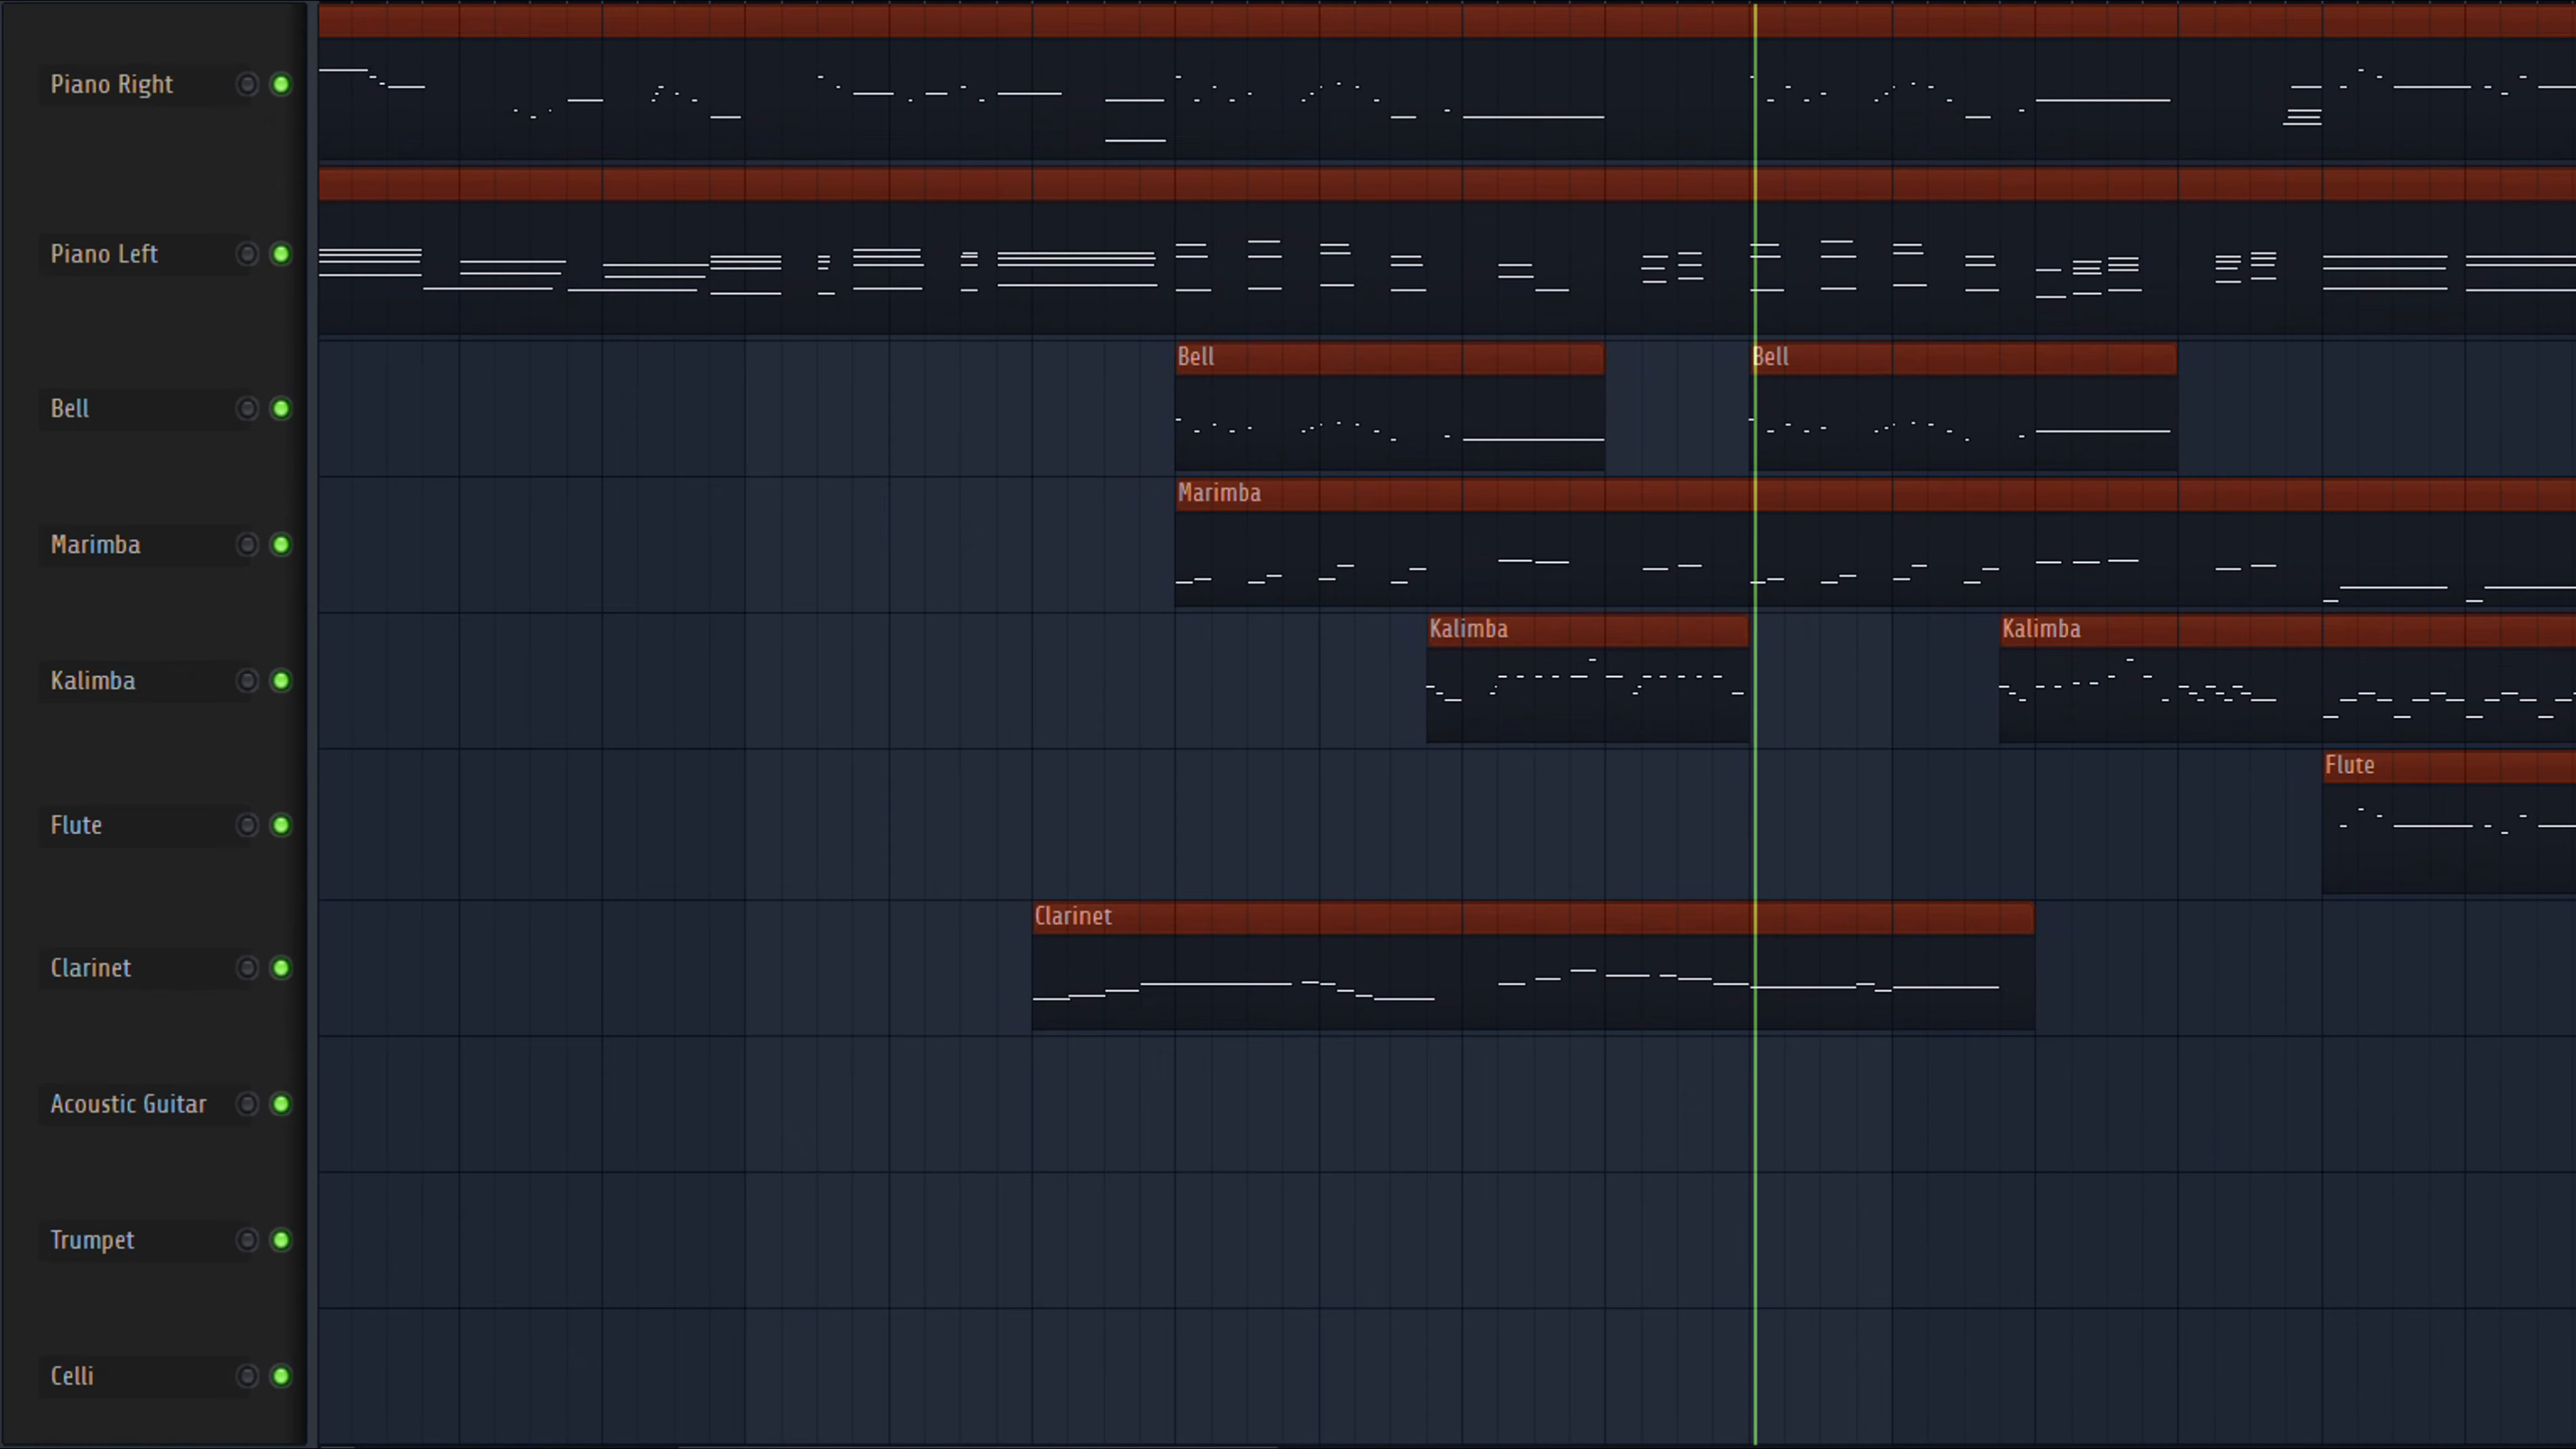 Piano Right
Piano Left
Bell
Bell
Bell
Marimba
Marimba
Kalimba
Kalimba
Kalimba
Flute
Flute
Clarinet
Clarinet
Acoustic Guitar
Trumpet
Celli